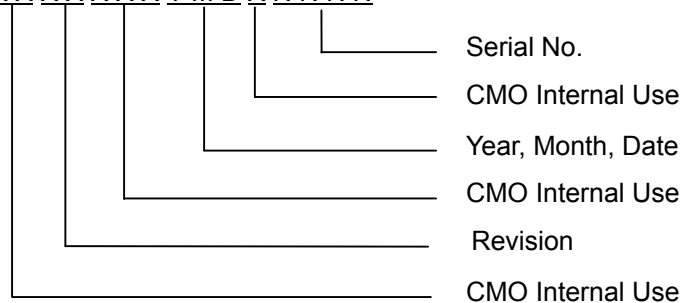 Serial No.
CMO Internal Use
Year, Month, Date
CMO Internal Use
Revision
CMO Internal Use